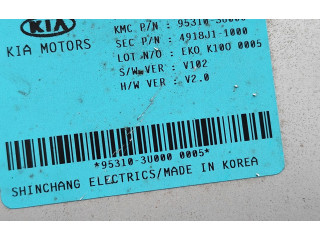 KIA
KMC P/N : 95310-3U000
KIA MOTORS
SEC P/N : 4918J1-1000
LOT N/O : EKO K100 0005
S/W VER : V102
H/W VER : V2.0
*95310-3U000 0005*
SHINCHANG ELECTRICS/MADE IN KOREA